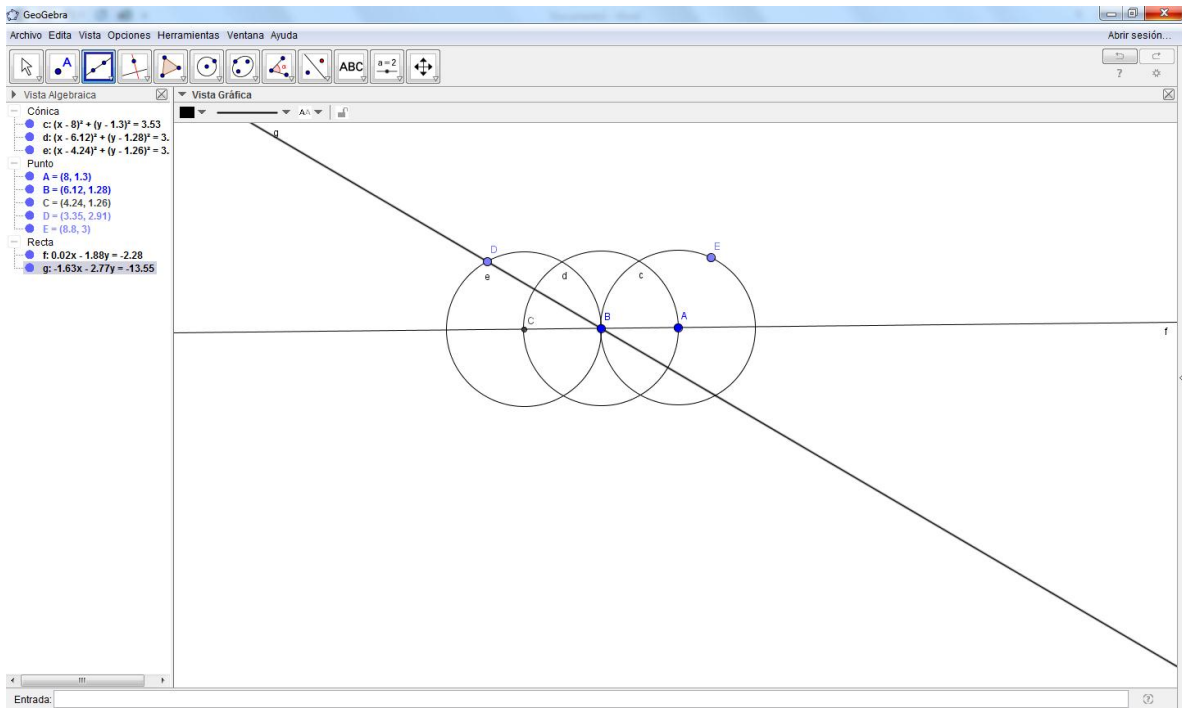 GeoGebra
Archivo Edita Vista Opciones Herramientas Ventana Ayuda
Abrir sesión...
A
ABC
a = 2
?
Vista Algebraica
Vista Gráfica
AA
Cónica
c: (x - 8)² + (y - 1.3)² = 3.53
d: (x - 6.12)² + (y - 1.28)² = 3.
e: (x - 4.24)² + (y - 1.26)² = 3.
Punto
A = (8, 1.3)
B = (6.12, 1.28)
C = (4.24, 1.26)
D = (3.35, 2.91)
E = (8.8, 3)
Recta
f: 0.02x - 1.88y = -2.28
g: -1.63x - 2.77y = -13.55
g
D
E
e
d
c
C
B
A
f
Entrada:
?